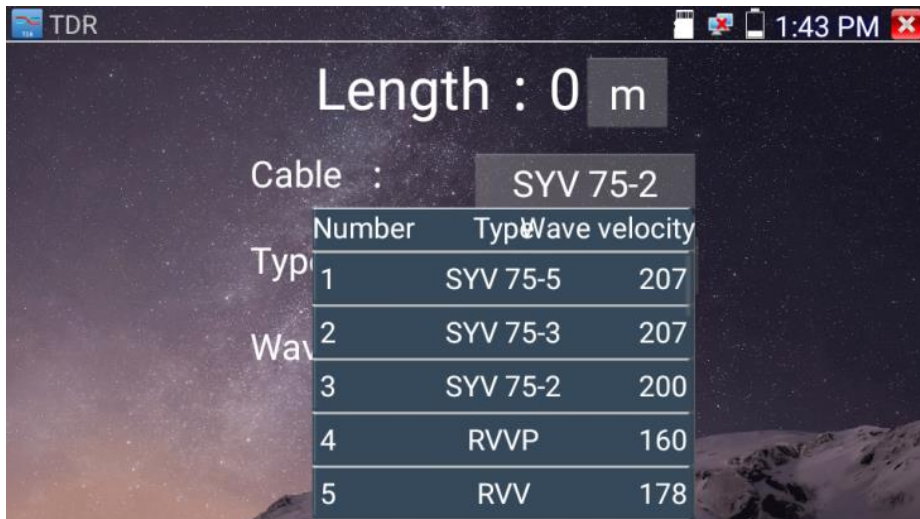 TDR 1:43 PM
Length : 0 m
Cable : SYV 75-2
Number Type Wave velocity
Type
1 SYV 75-5 207
Wav
2 SYV 75-3 207
3 SYV 75-2 200
4 RVVP 160
5 RVV 178